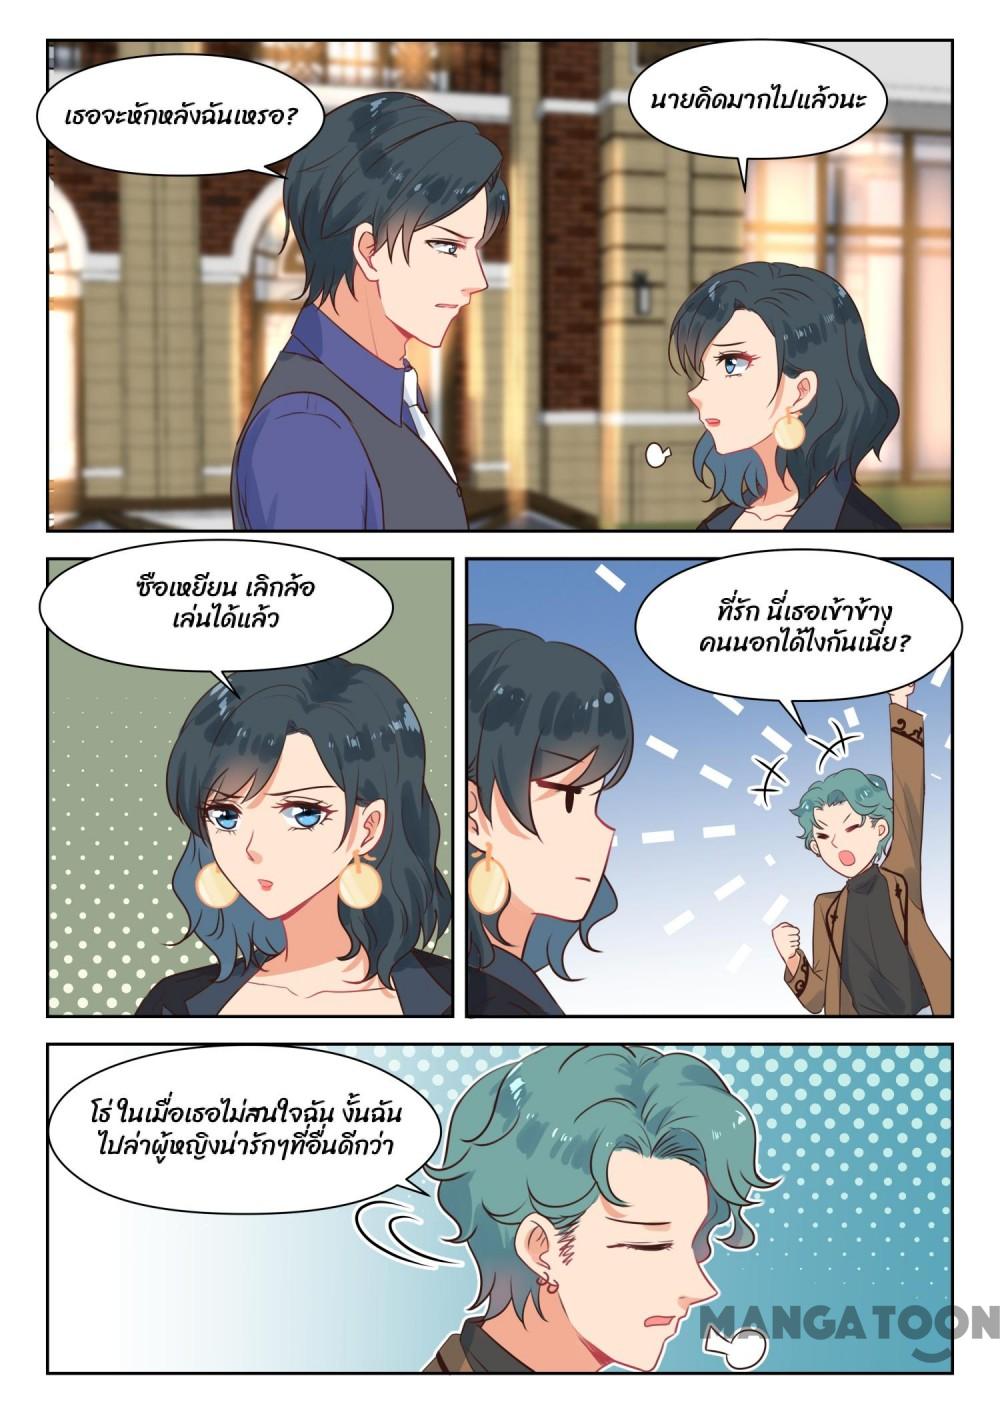 เธอจะหักหลังฉันเหรอ?
นายคิดมากไปแล้วนะ
ซือเหยียน เลิกล้อ
เล่นได้แล้ว
ที่รัก นี่เธอเข้าข้าง
คนนอกได้ไงกันเนี่ย?
โธ่ ในเมื่อเธอไม่สนใจฉัน งั้นฉัน
ไปล่าผู้หญิงน่ารักๆที่อื่นดีกว่า
MANGATOON